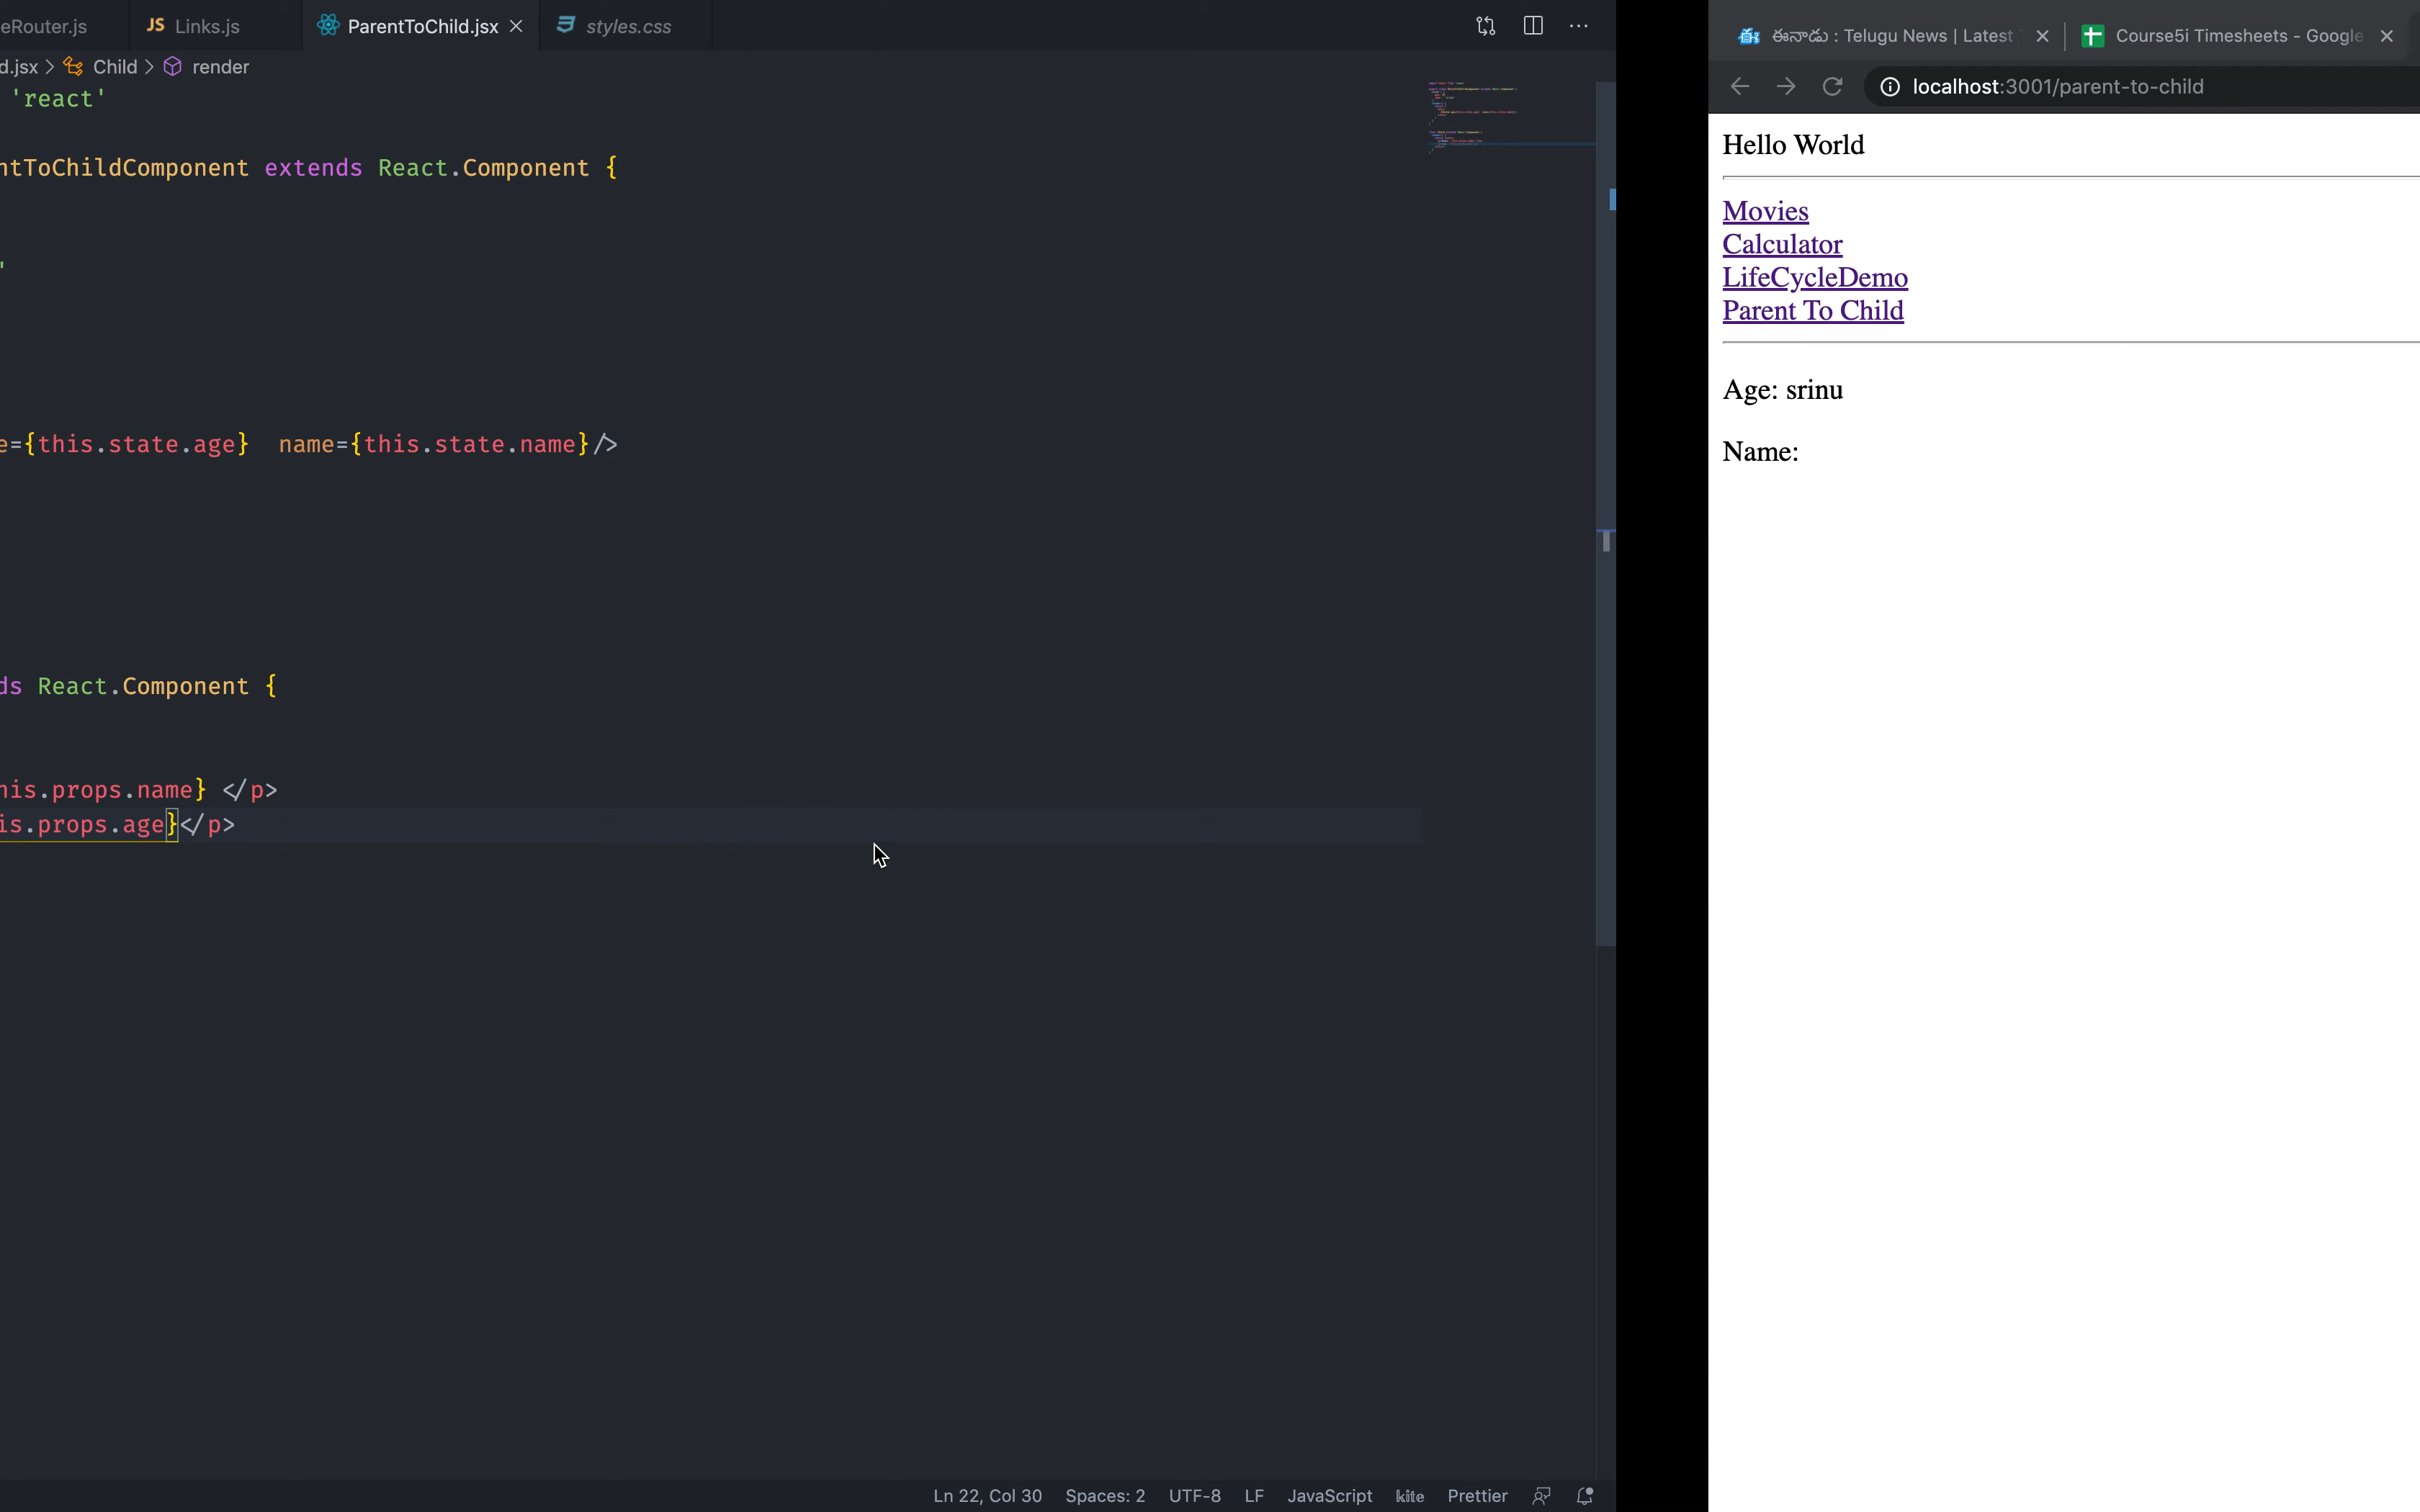 eRouter.js
JS Links.js
ParentToChild.jsx
styles.css
d.jsx > Child > render
'react'
ntToChildComponent extends React.Component {
'
e={this.state.age}  name={this.state.name}/>
ds React.Component {
his.props.name} </p>
is.props.age}</p>
Ln 22, Col 30 Spaces: 2 UTF-8 LF JavaScript kite Prettier
ఈనాడు : Telugu News | Latest
Course5i Timesheets - Google
localhost:3001/parent-to-child
Hello World
Movies
Calculator
LifeCycleDemo
Parent To Child
Age: srinu
Name: